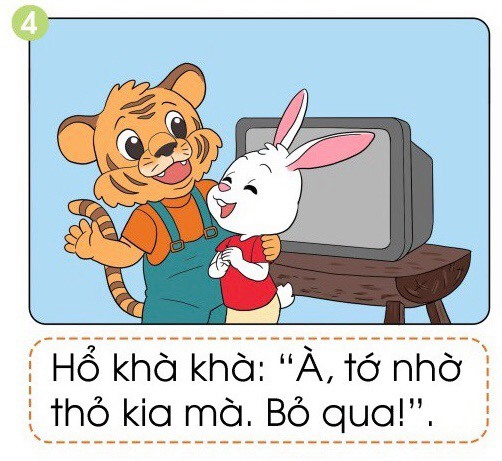 4
Hổ khà khà: “À, tớ nhờ
thỏ kia mà. Bỏ qua!”.